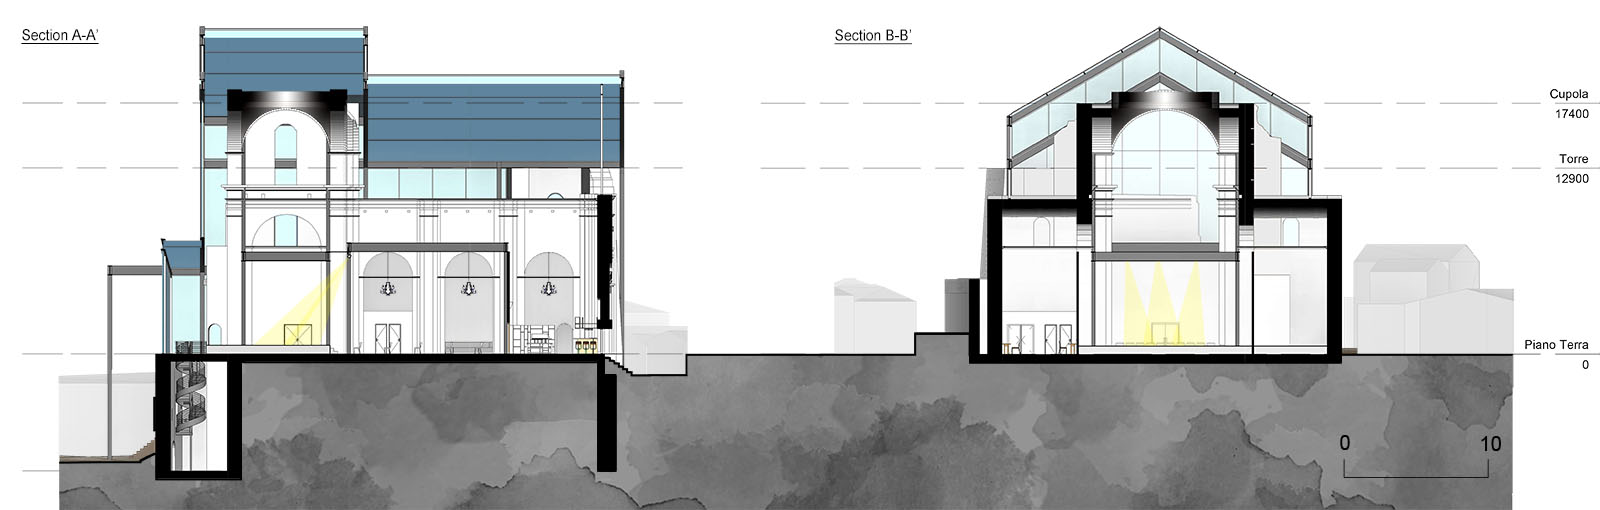 Section A-A'
Section B-B'
Cupola
17400
Torre
12900
Piano Terra
0
0 10